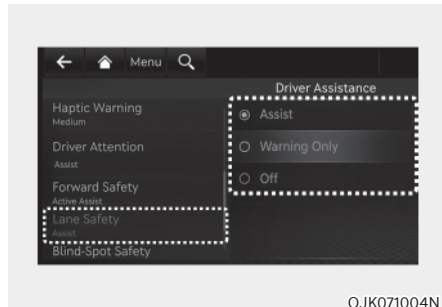 Menu
Driver Assistance
Haptic Warning
Medium
Driver Attention
Assist
Forward Safety
Active Assist
Lane Safety
Assist
Blind-Spot Safety
Assist
Warning Only
Off
OJK071004N